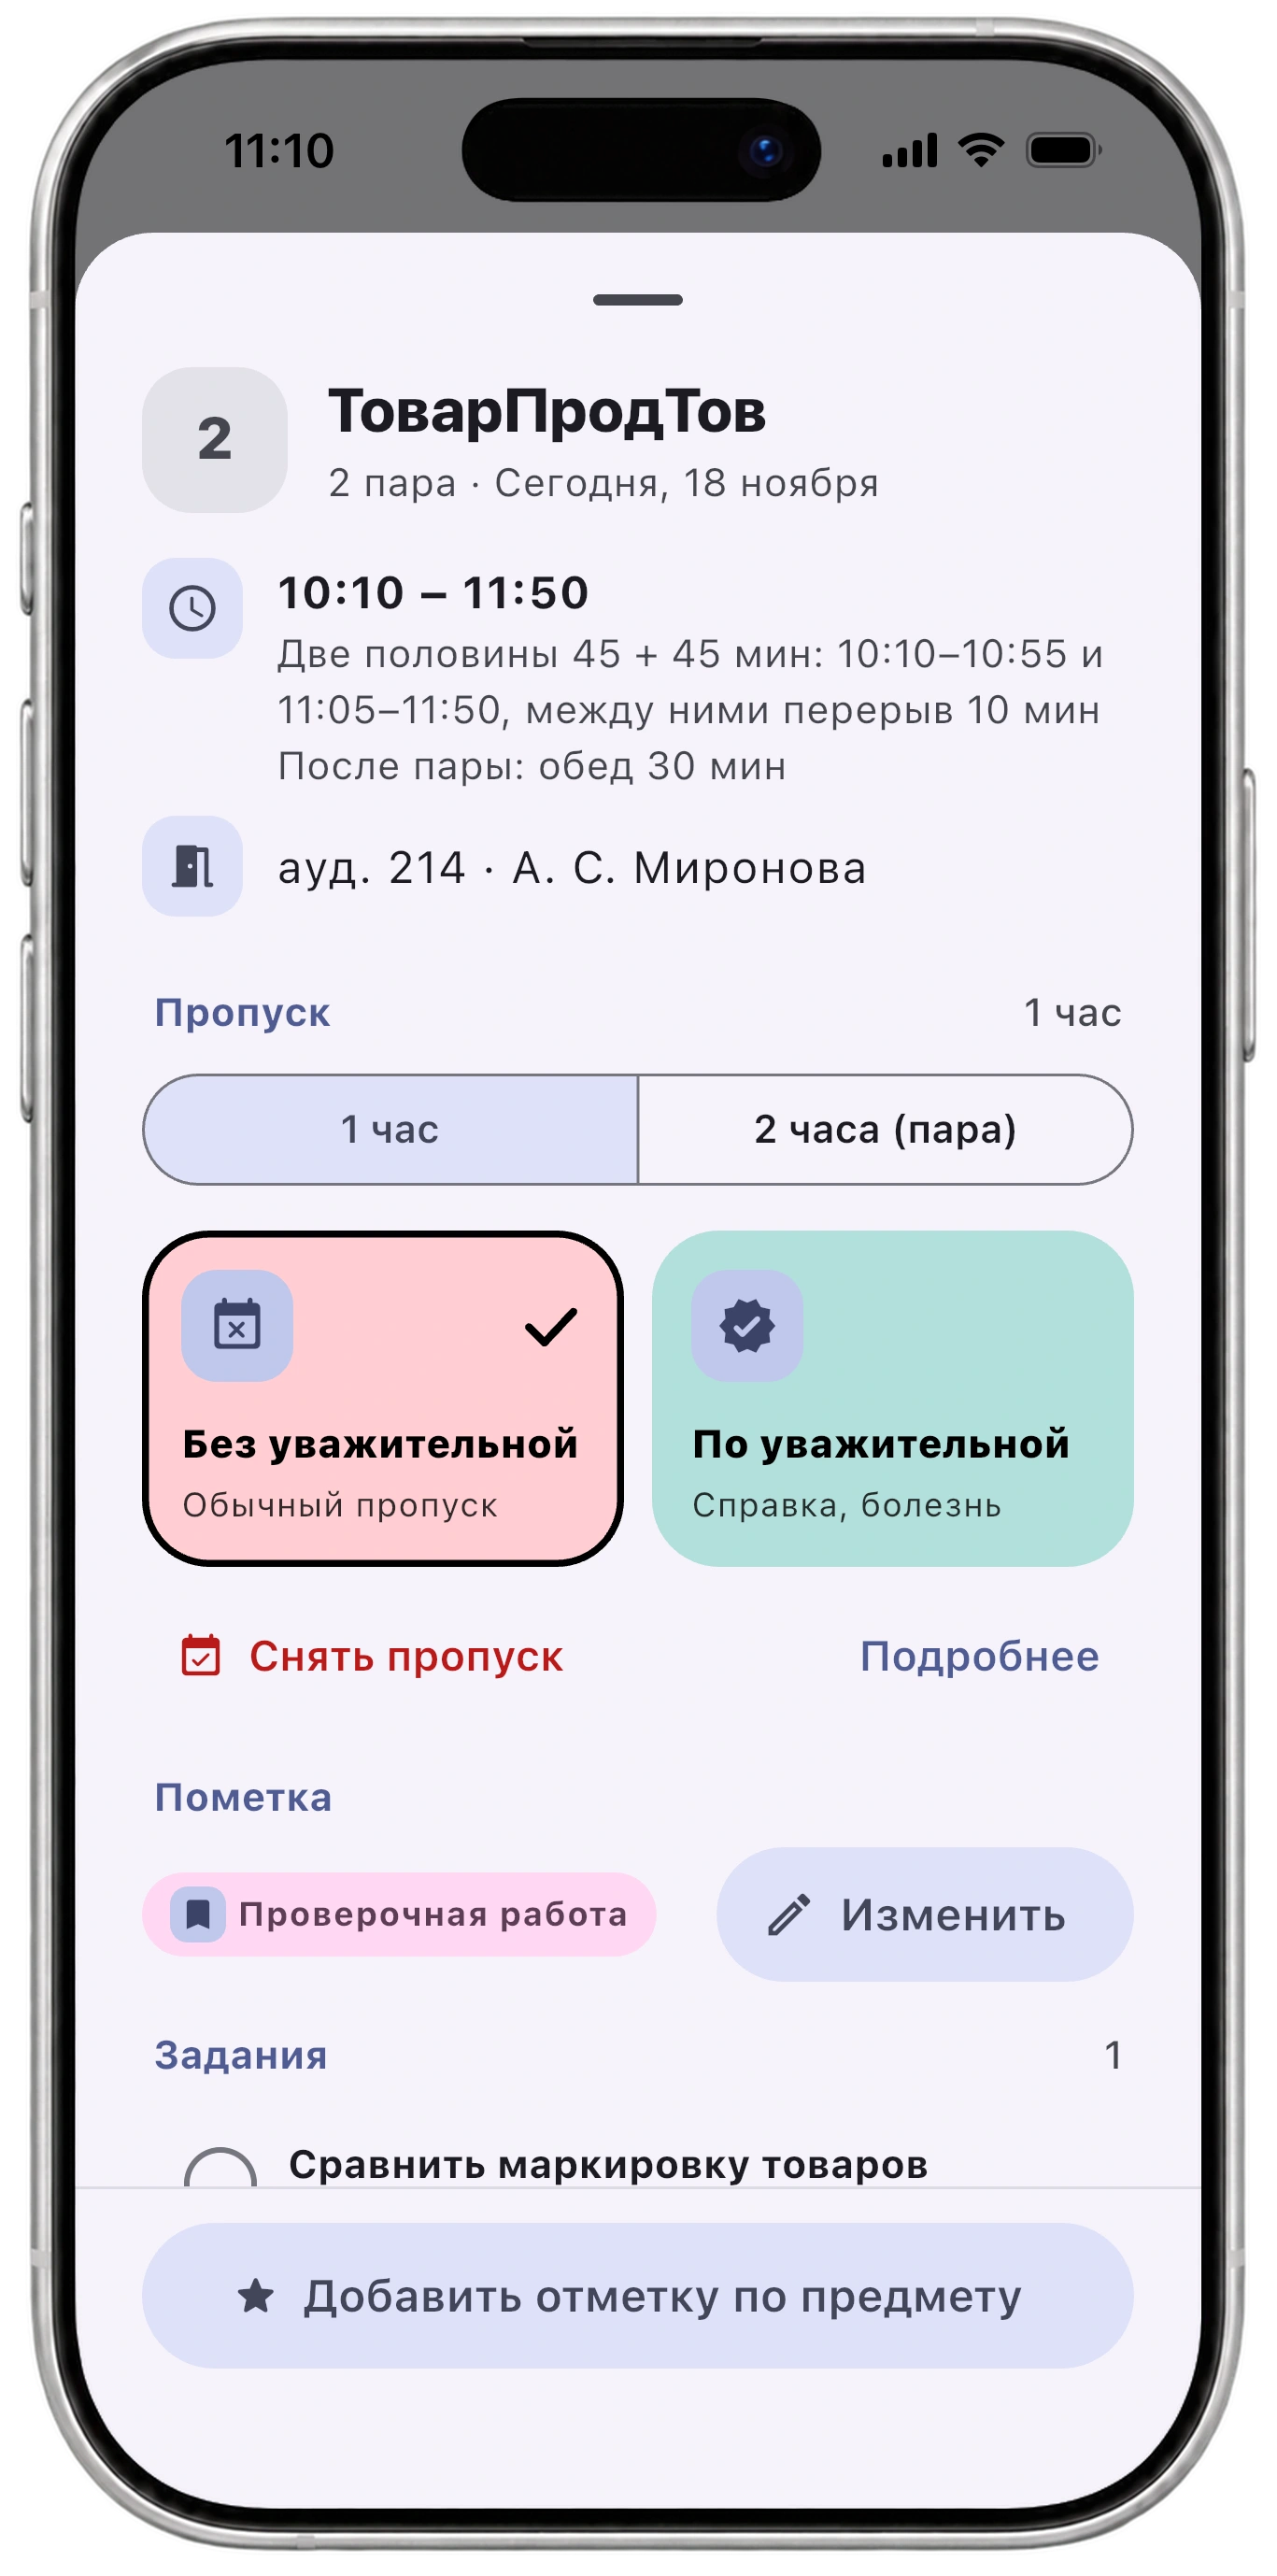 11:10
2
ТоварПродТов
2 пара · Сегодня, 18 ноября
10:10 – 11:50
Две половины 45 + 45 мин: 10:10–10:55 и
11:05–11:50, между ними перерыв 10 мин
После пары: обед 30 мин
ауд. 214 · А. С. Миронова
Пропуск
1 час
1 час
2 часа (пара)
Без уважительной
Обычный пропуск
По уважительной
Справка, болезнь
Снять пропуск
Подробнее
Пометка
Проверочная работа
Изменить
Задания
1
Сравнить маркировку товаров
Добавить отметку по предмету